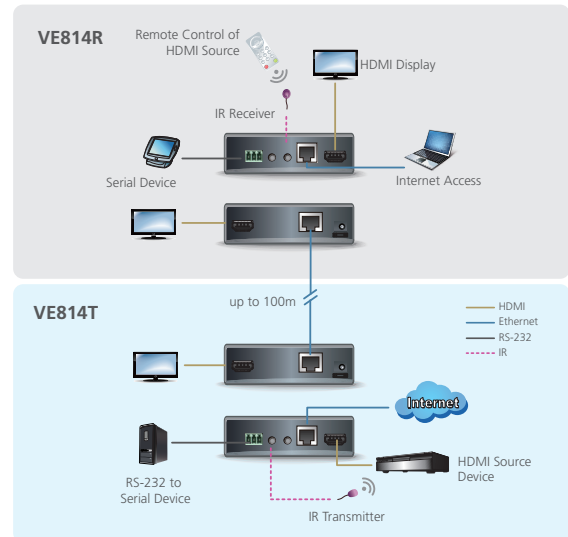 VE814R
Remote Control of
HDMI Source
HDMI Display
IR Receiver
Serial Device
Internet Access
up to 100m
VE814T
HDMI
Ethernet
RS-232
IR
Internet
RS-232 to
Serial Device
HDMI Source
Device
IR Transmitter